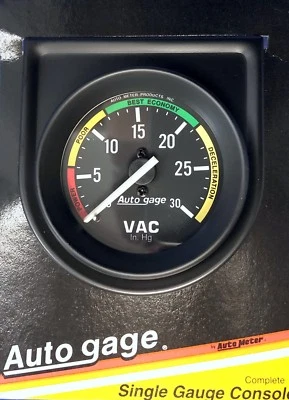 AUTO METER PRODUCTS, INC.
BEST ECONOMY
POOR
DECELERATION
15
10
20
5
25
0
30
Auto gage
VAC
In. Hg
Auto gage.
by Auto Meter
Complete
Single Gauge Console